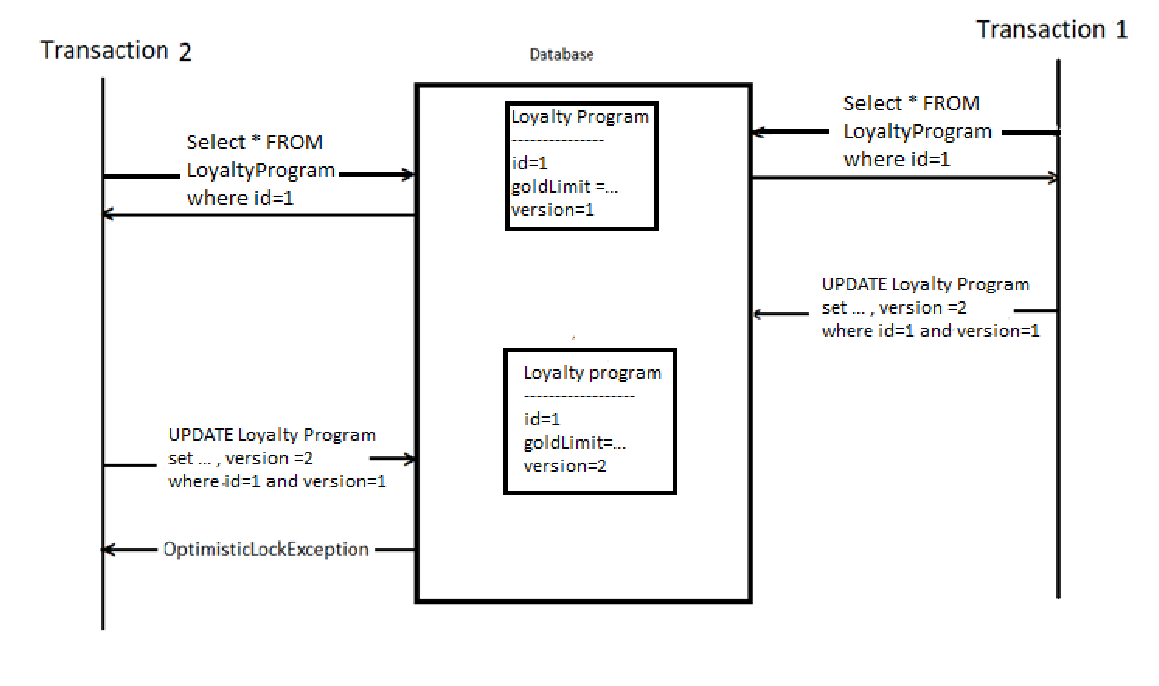 Transaction 1
Transaction 2
Database
Select * FROM
LoyaltyProgram
where id=1
Loyalty Program
---------------
id=1
goldLimit =...
version=1
Select * FROM
LoyaltyProgram
where id=1
UPDATE Loyalty Program
set ... , version =2
where id=1 and version=1
Loyalty program
------------------
id=1
goldLimit=...
version=2
UPDATE Loyalty Program
set ... , version =2
where id=1 and version=1
OptimisticLockException